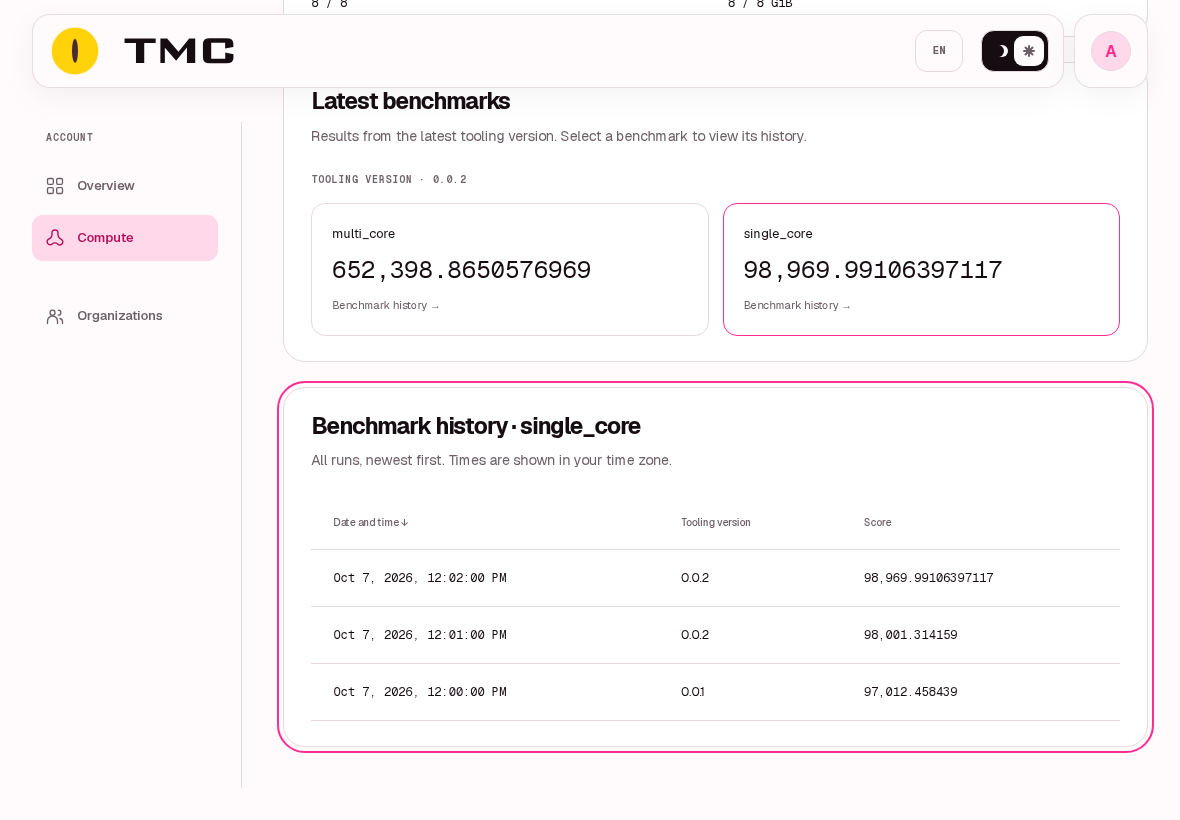 8 / 8
8 / 8 GiB
TMC
EN
A
ACCOUNT
Overview
Compute
Organizations
Latest benchmarks
Results from the latest tooling version. Select a benchmark to view its history.
TOOLING VERSION · 0.0.2
multi_core
652,398.8650576969
Benchmark history →
single_core
98,969.99106397117
Benchmark history →
Benchmark history · single_core
All runs, newest first. Times are shown in your time zone.
Date and time ↓ Tooling version Score
Oct 7, 2026, 12:02:00 PM 0.0.2 98,969.99106397117
Oct 7, 2026, 12:01:00 PM 0.0.2 98,001.314159
Oct 7, 2026, 12:00:00 PM 0.0.1 97,012.458439